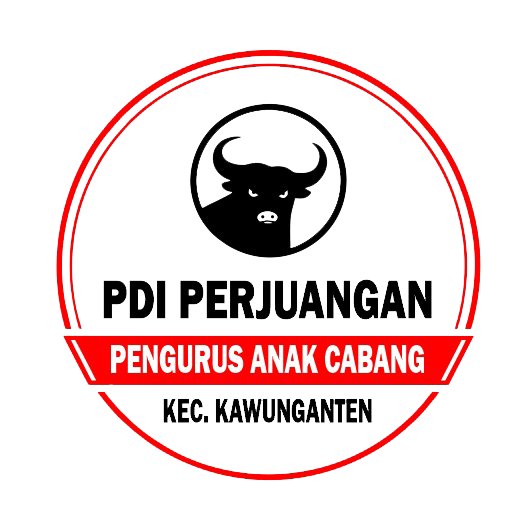 PDI PERJUANGAN
PENGURUS ANAK CABANG
KEC. KAWUNGANTEN